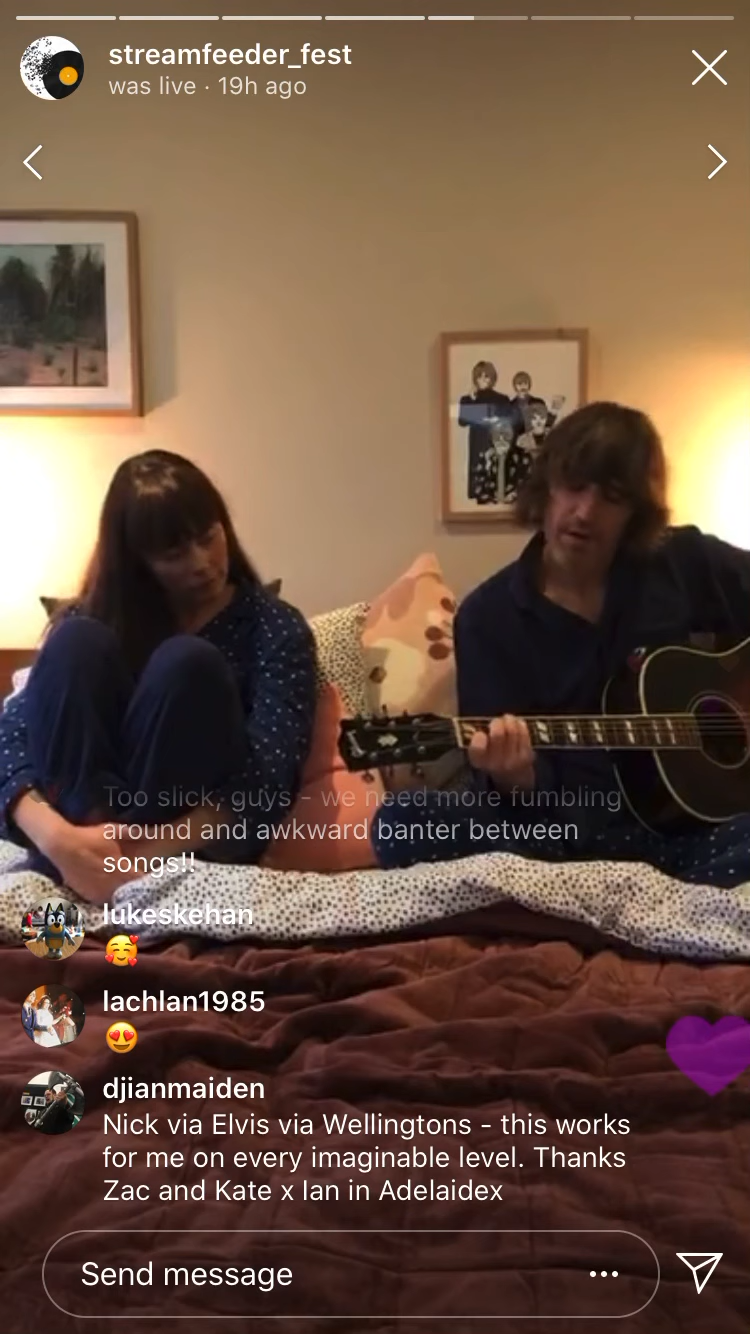 streamfeeder_fest
was live · 19h ago
Too slick, guys - we need more fumbling
around and awkward banter between
songs!!
lukeskehan
🥰
lachlan1985
😍
djianmaiden
Nick via Elvis via Wellingtons - this works
for me on every imaginable level. Thanks
Zac and Kate x Ian in Adelaidex
Send message